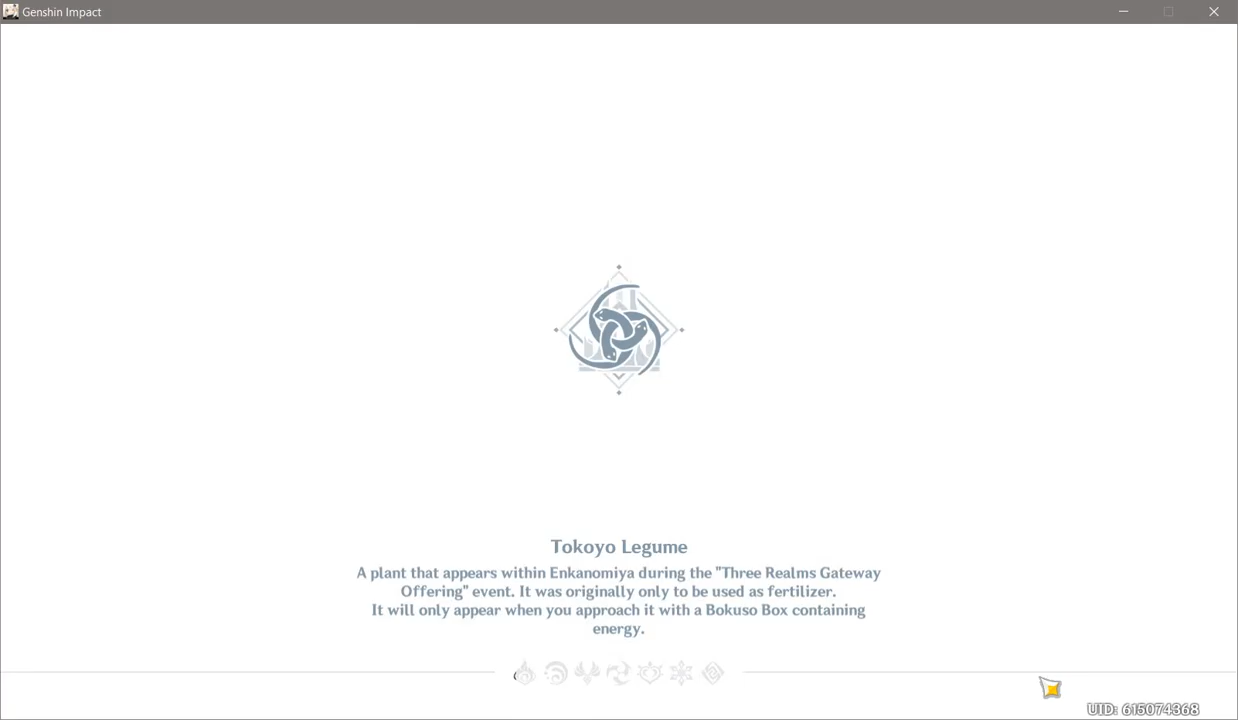 Genshin Impact
Tokoyo Legume
A plant that appears within Enkanomiya during the "Three Realms Gateway
Offering" event. It was originally only to be used as fertilizer.
It will only appear when you approach it with a Bokuso Box containing
energy.
UID: 615074368